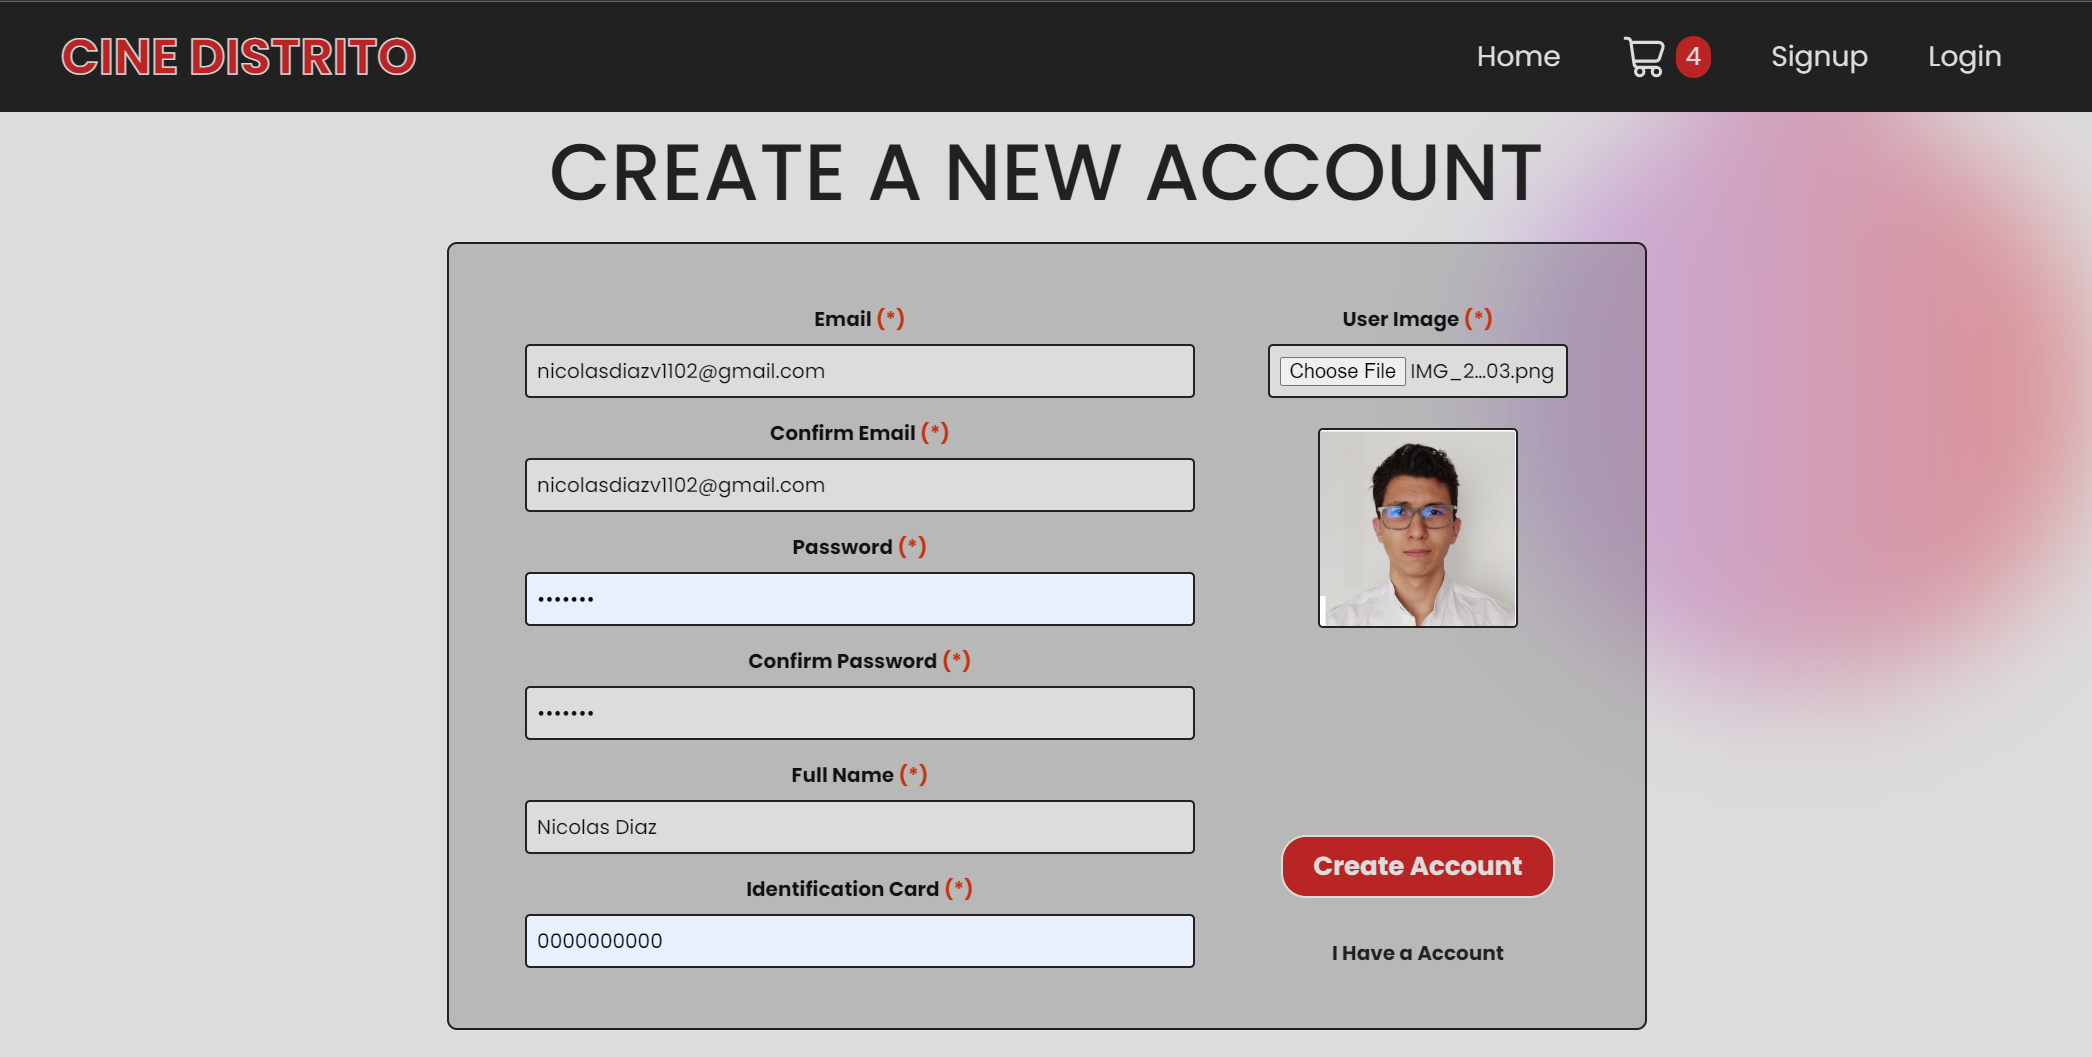 CINE DISTRITO
Home
4
Signup
Login
CREATE A NEW ACCOUNT
Email (*)
nicolasdiazv1102@gmail.com
Confirm Email (*)
nicolasdiazv1102@gmail.com
Password (*)
•••••••
Confirm Password (*)
•••••••
Full Name (*)
Nicolas Diaz
Identification Card (*)
0000000000
User Image (*)
Choose File IMG_2...03.png
Create Account
I Have a Account